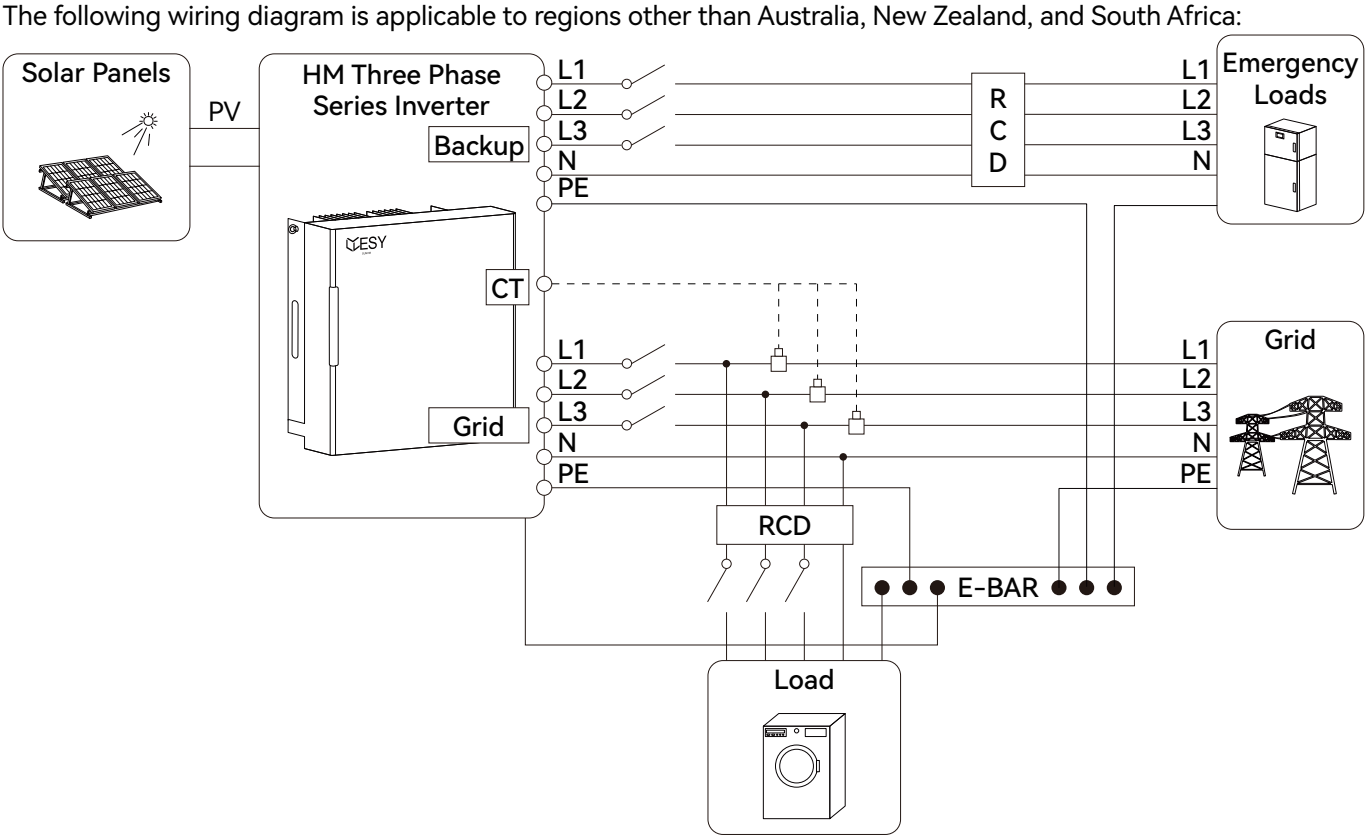 The following wiring diagram is applicable to regions other than Australia, New Zealand, and South Africa:
Solar Panels
PV
HM Three Phase
Series Inverter
Backup
ESY
CT
Grid
L1
L2
L3
N
PE
L1
L2
L3
N
PE
R
C
D
L1
L2
L3
N
Emergency
Loads
L1
L2
L3
N
PE
Grid
RCD
E-BAR
Load